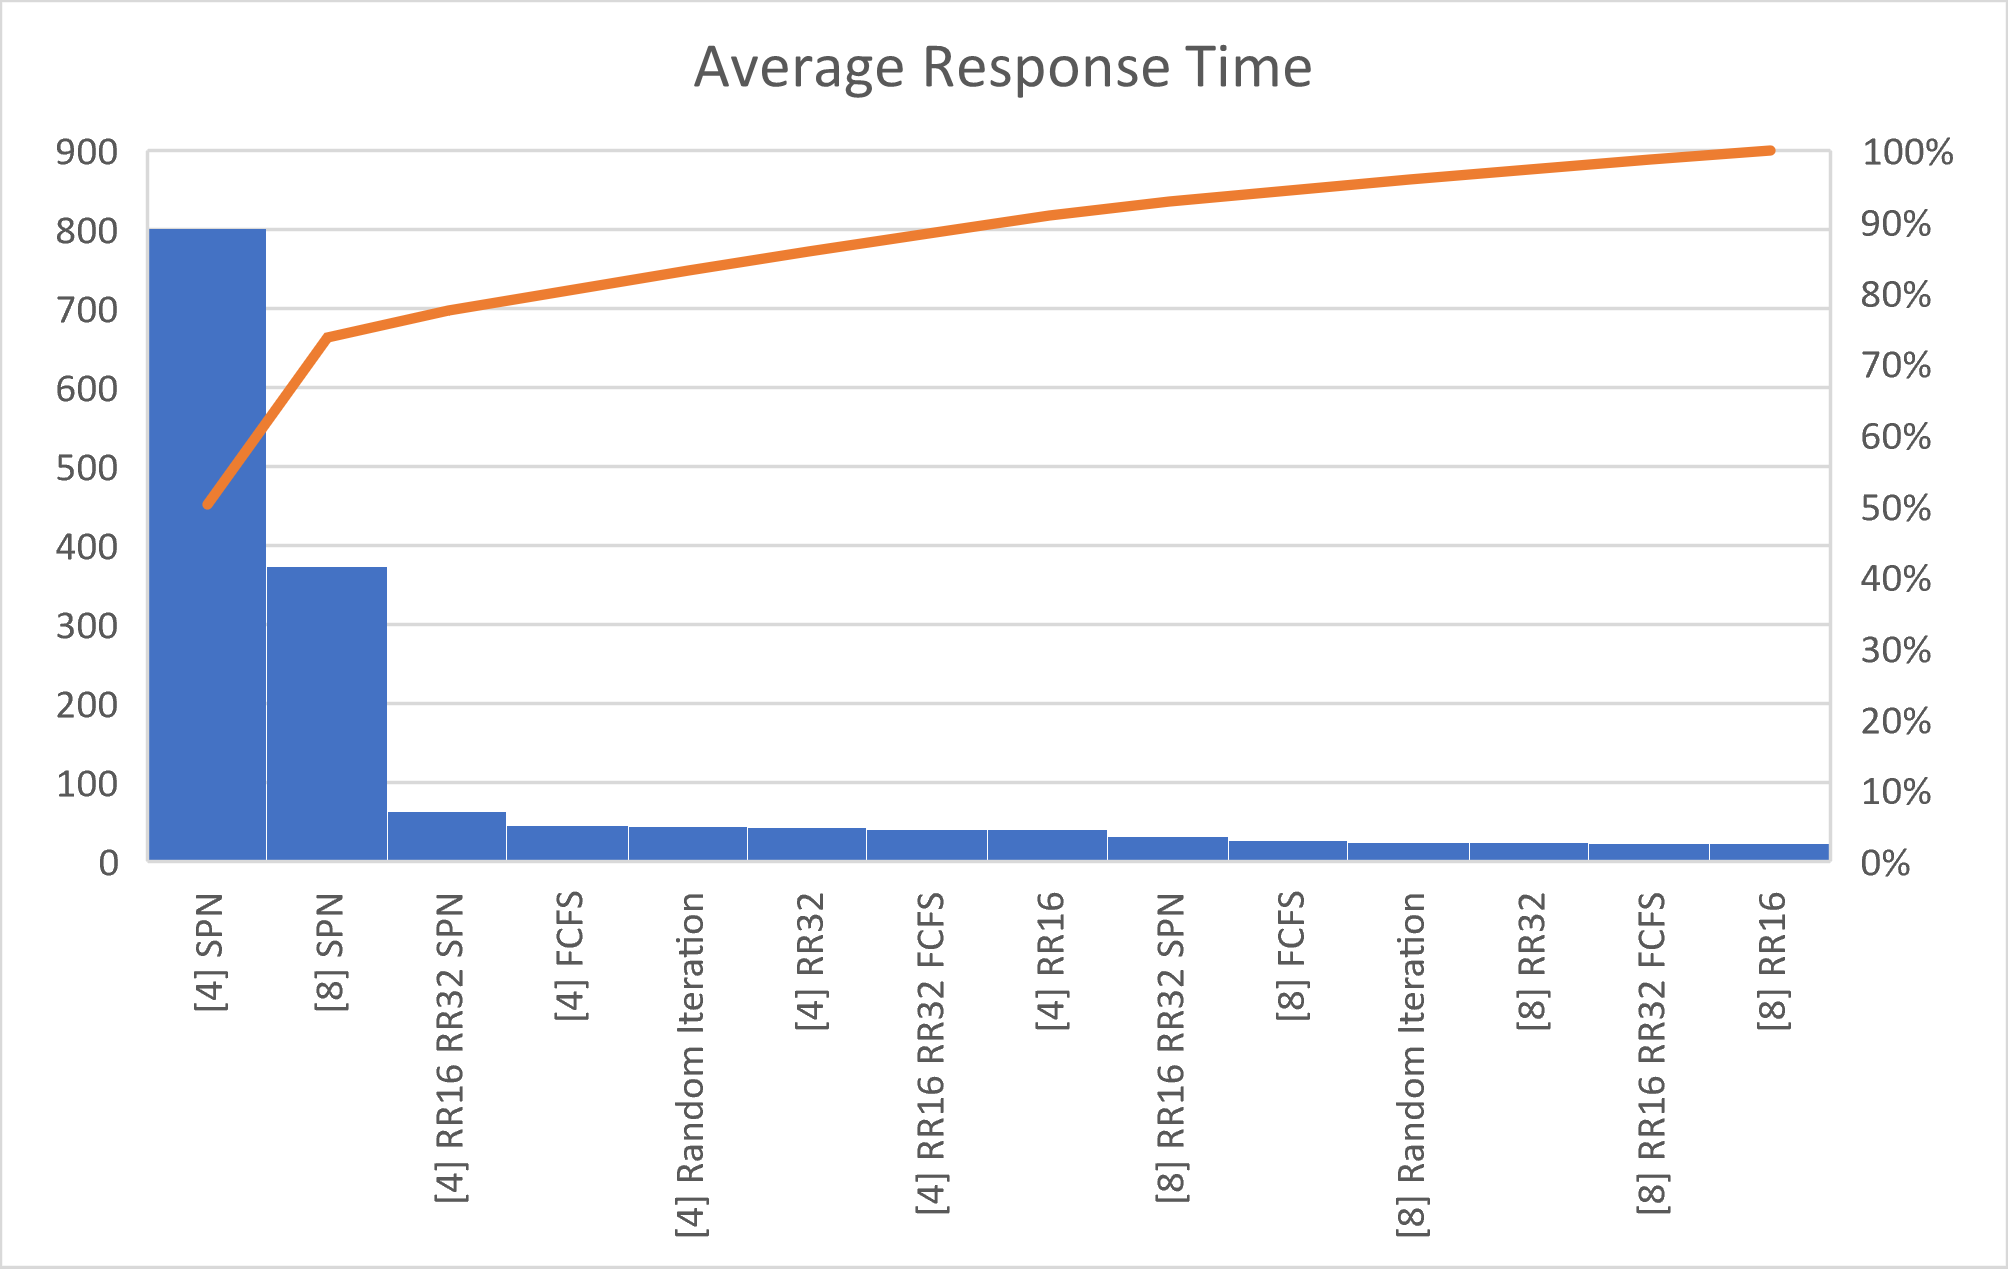 Average Response Time
900
800
700
600
500
400
300
200
100
0
100%
90%
80%
70%
60%
50%
40%
30%
20%
10%
0%
[4] SPN
[8] SPN
[4] RR16 RR32 SPN
[4] FCFS
[4] Random Iteration
[4] RR32
[4] RR16 RR32 FCFS
[4] RR16
[8] RR16 RR32 SPN
[8] FCFS
[8] Random Iteration
[8] RR32
[8] RR16 RR32 FCFS
[8] RR16